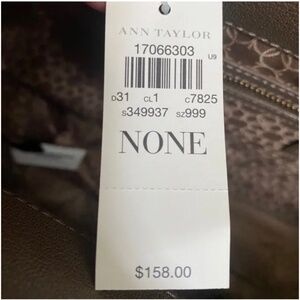 ANN TAYLOR
17066303
U9
D31 CL1 C7825
S349937 SZ999
NONE
$158.00